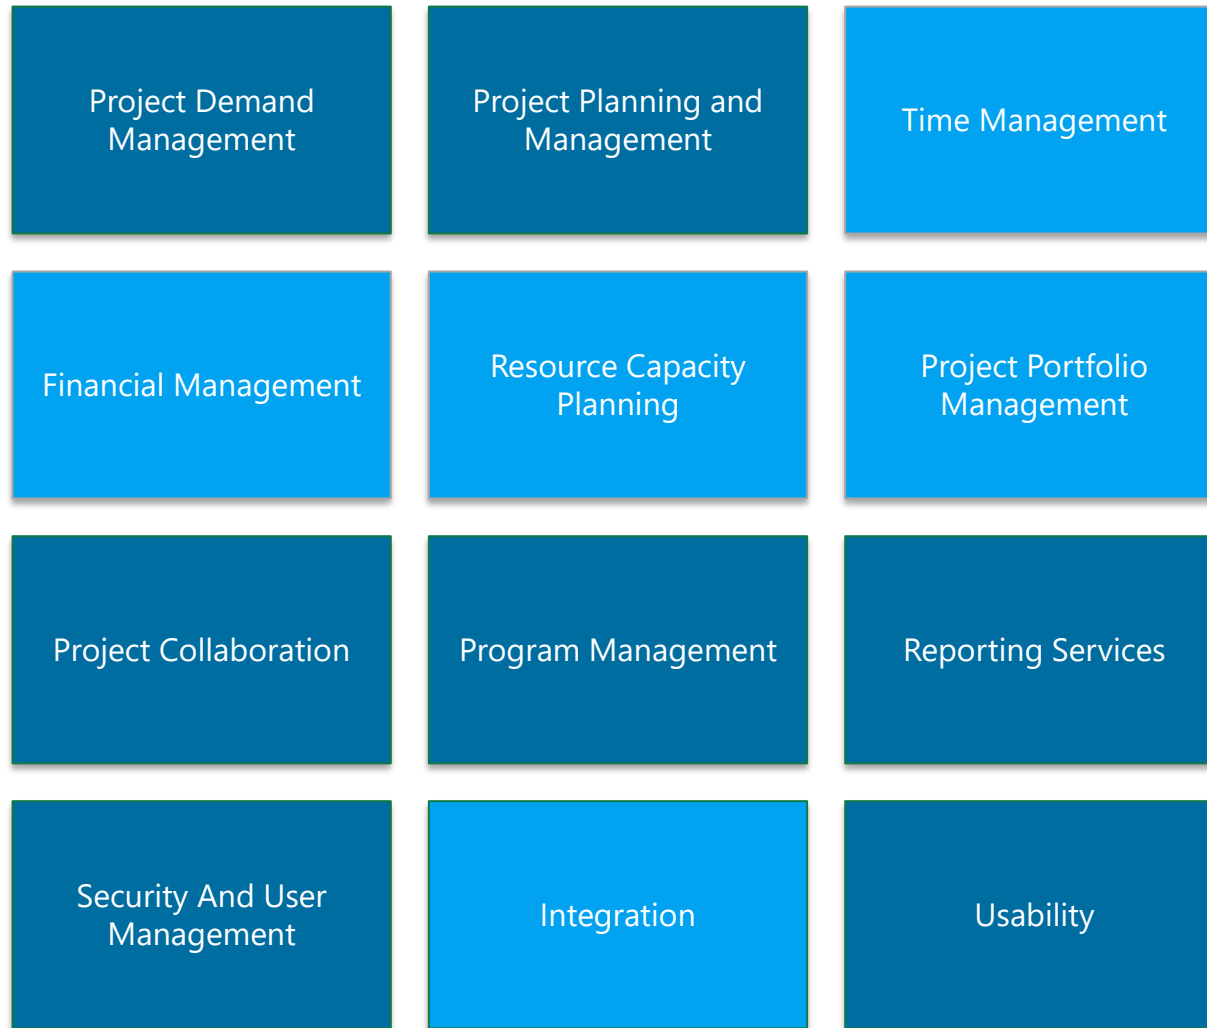 Project Demand
Management
Project Planning and
Management
Time Management
Financial Management
Resource Capacity
Planning
Project Portfolio
Management
Project Collaboration
Program Management
Reporting Services
Security And User
Management
Integration
Usability